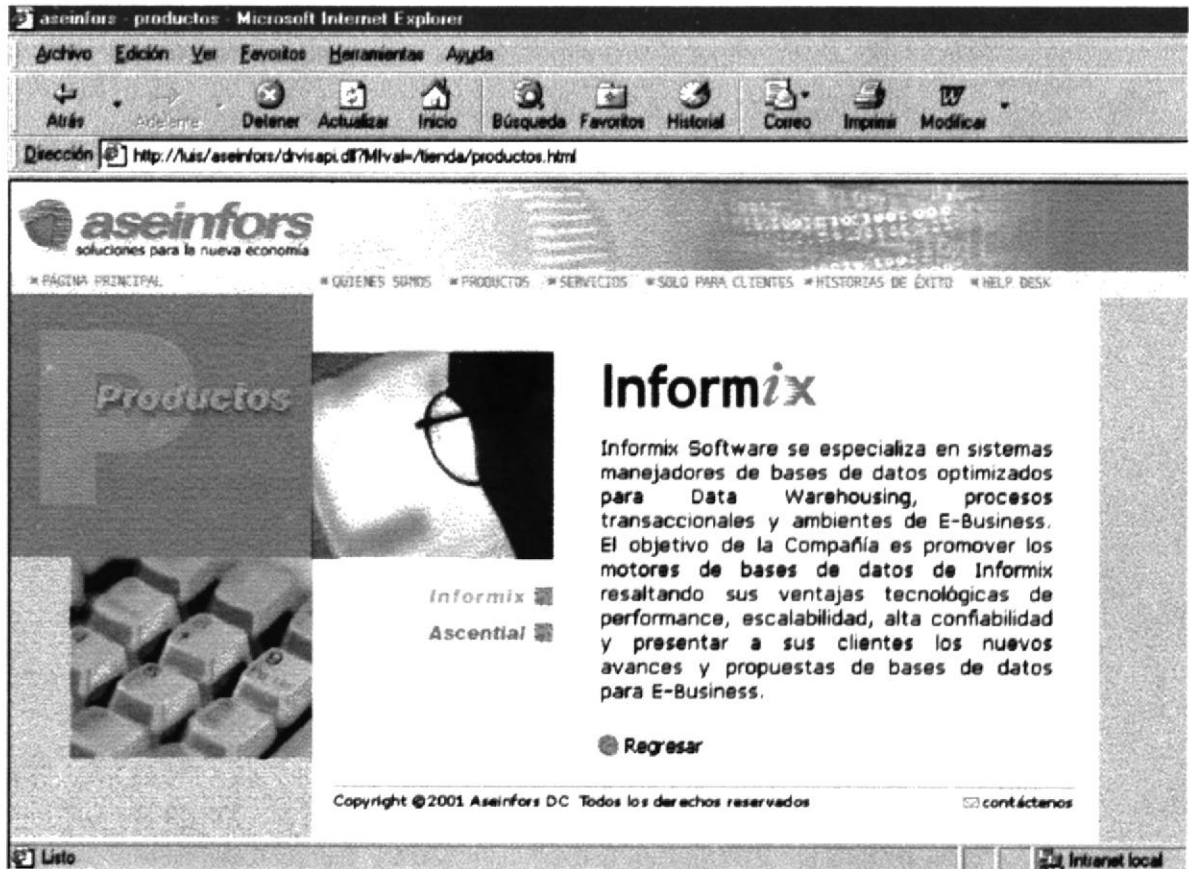 aseinfors - productos - Microsoft Internet Explorer
Archivo Edición Ver Favoritos Herramientas Ayuda
Atrás Adelante Detener Actualizar Inicio Búsqueda Favoritos Historial Correo Imprimir Modificar
Dirección http://luis/aseinfors/drvisapi.dll?MIval=/tienda/productos.html
aseinfors
soluciones para la nueva economía
PÁGINA PRINCIPAL QUIENES SOMOS PRODUCTOS SERVICIOS SOLO PARA CLIENTES HISTORIAS DE ÉXITO HELP DESK
Productos
Informix
Informix Software se especializa en sistemas
manejadores de bases de datos optimizados
para Data Warehousing, procesos
transaccionales y ambientes de E-Business.
El objetivo de la Compañía es promover los
motores de bases de datos de Informix
resaltando sus ventajas tecnológicas de
performance, escalabilidad, alta confiabilidad
y presentar a sus clientes los nuevos
avances y propuestas de bases de datos
para E-Business.
Informix
Ascential
Regresar
Copyright ©2001 Aseinfors DC Todos los derechos reservados contáctenos
Listo Intranet local